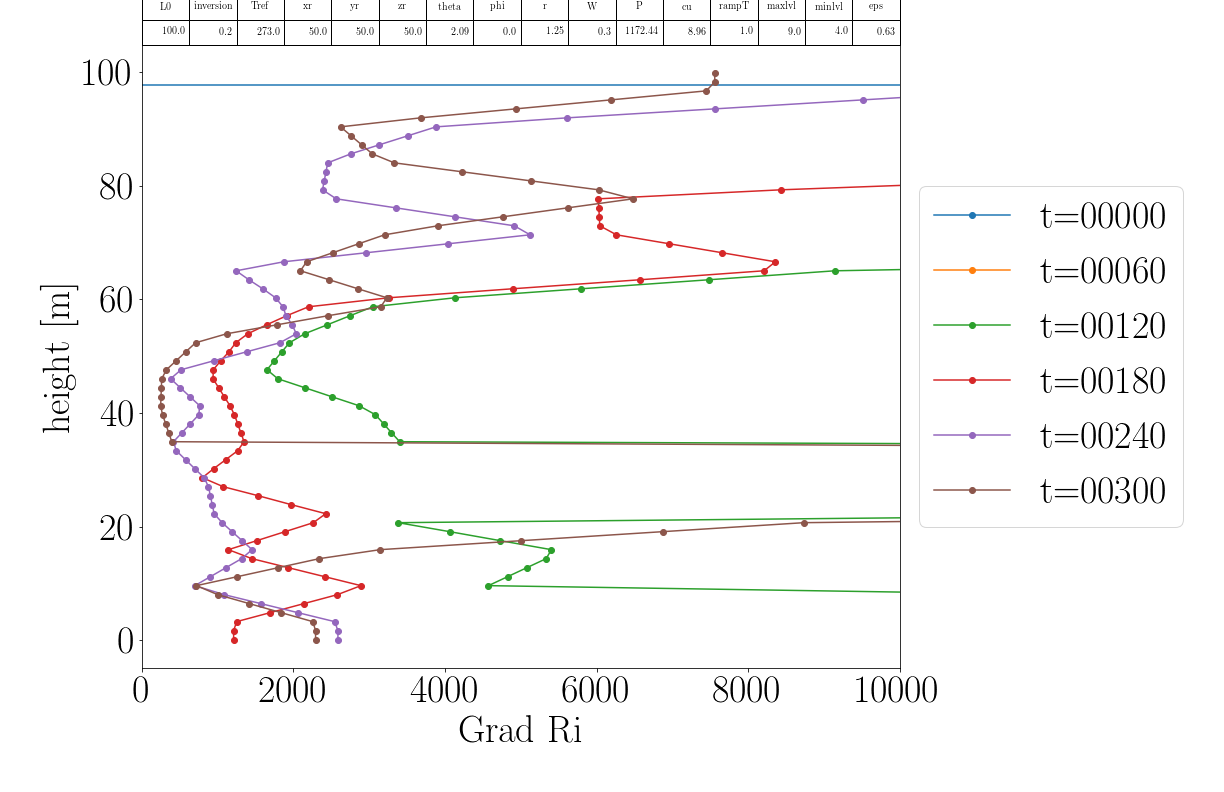 L0 inversion Tref xr yr zr theta phi r W P cu rampT maxlvl minlvl eps
100.0 0.2 273.0 50.0 50.0 50.0 2.09 0.0 1.25 0.3 1172.44 8.96 1.0 9.0 4.0 0.63
100
80
60
40
20
0
height [m]
0 2000 4000 6000 8000 10000
Grad Ri
t=00000
t=00060
t=00120
t=00180
t=00240
t=00300